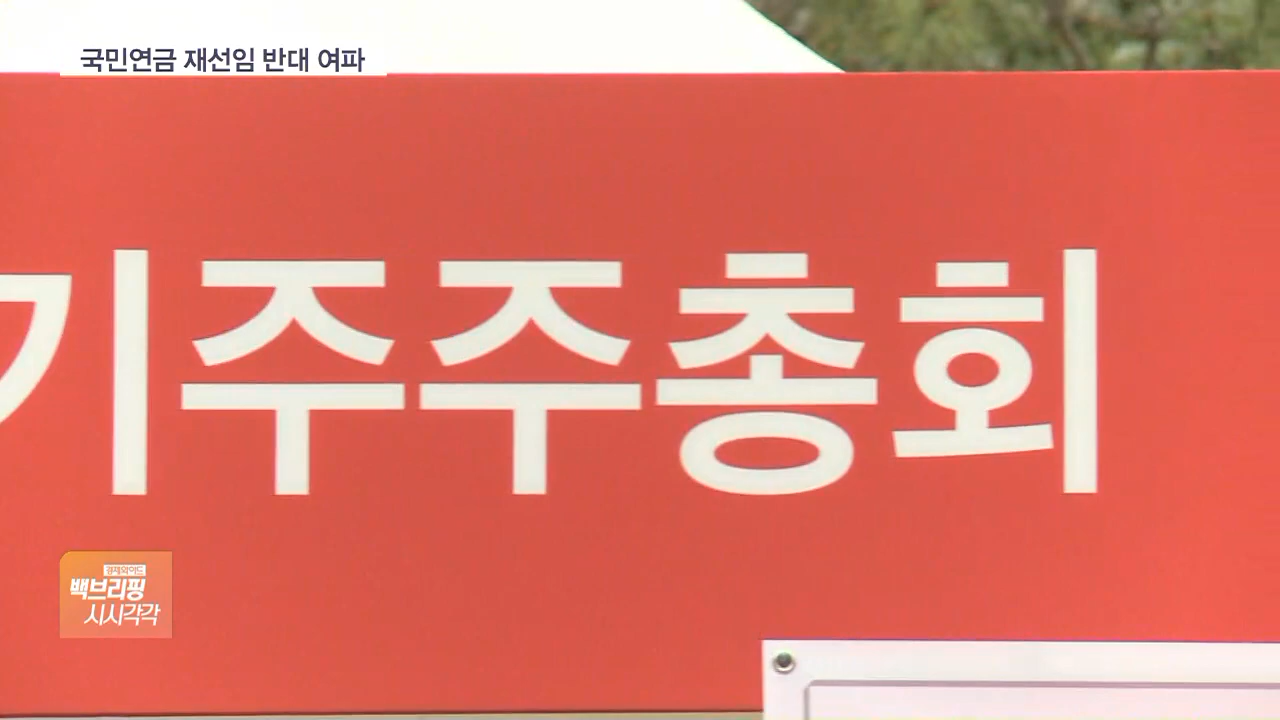 국민연금 재선임 반대 여파
기주주총회
경제와이드
백브리핑
시시각각